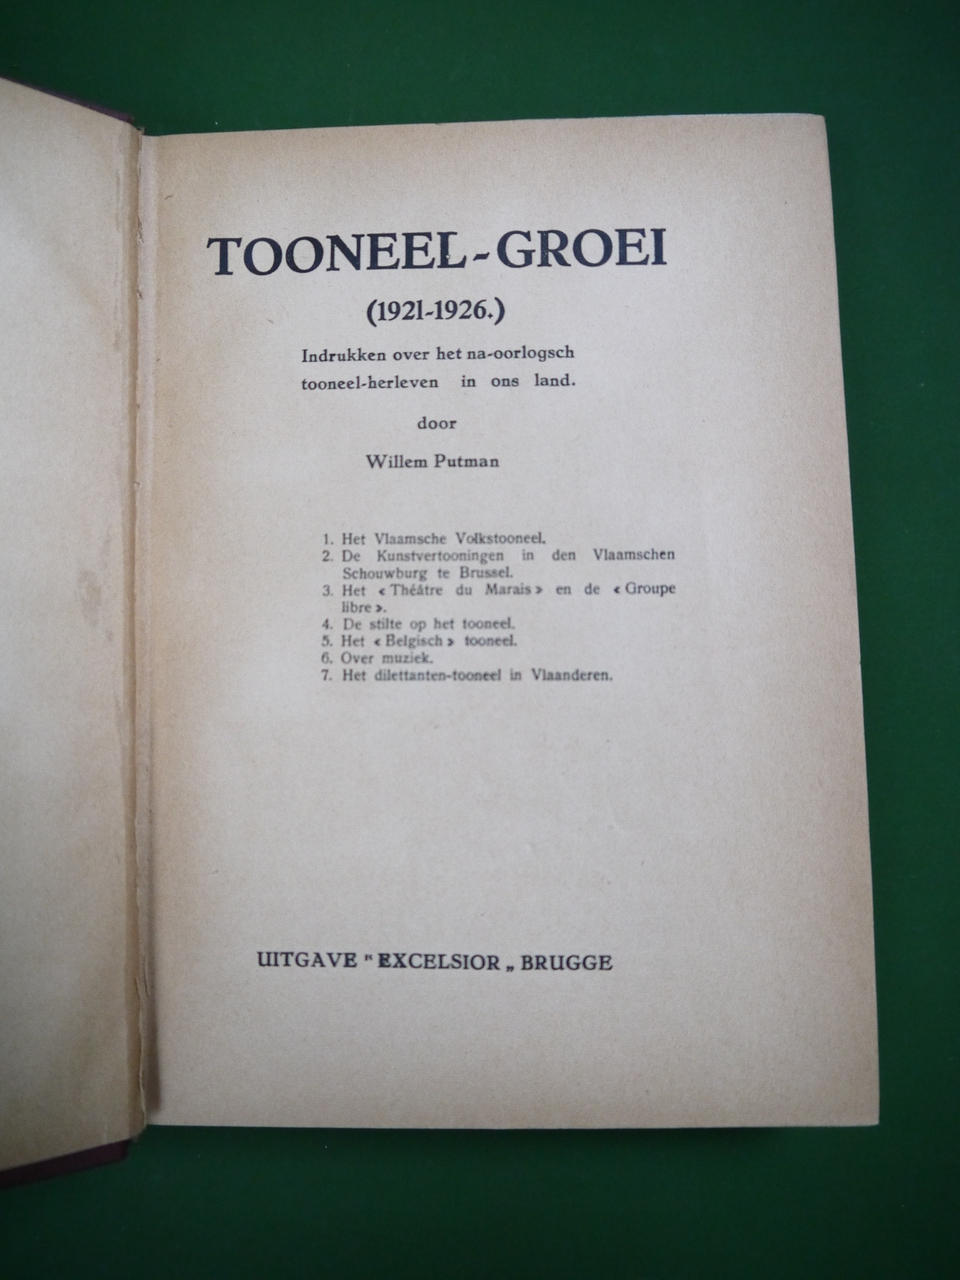 TOONEEL-GROEI
(1921-1926.)
Indrukken over het na-oorlogsch
tooneel-herleven in ons land.
door
Willem Putman
1. Het Vlaamsche Volkstooneel.
2. De Kunstvertooningen in den Vlaamschen
Schouwburg te Brussel.
3. Het « Théâtre du Marais » en de « Groupe
libre ».
4. De stilte op het tooneel.
5. Het « Belgisch » tooneel.
6. Over muziek.
7. Het dilettanten-tooneel in Vlaanderen.
UITGAVE " EXCELSIOR „ BRUGGE